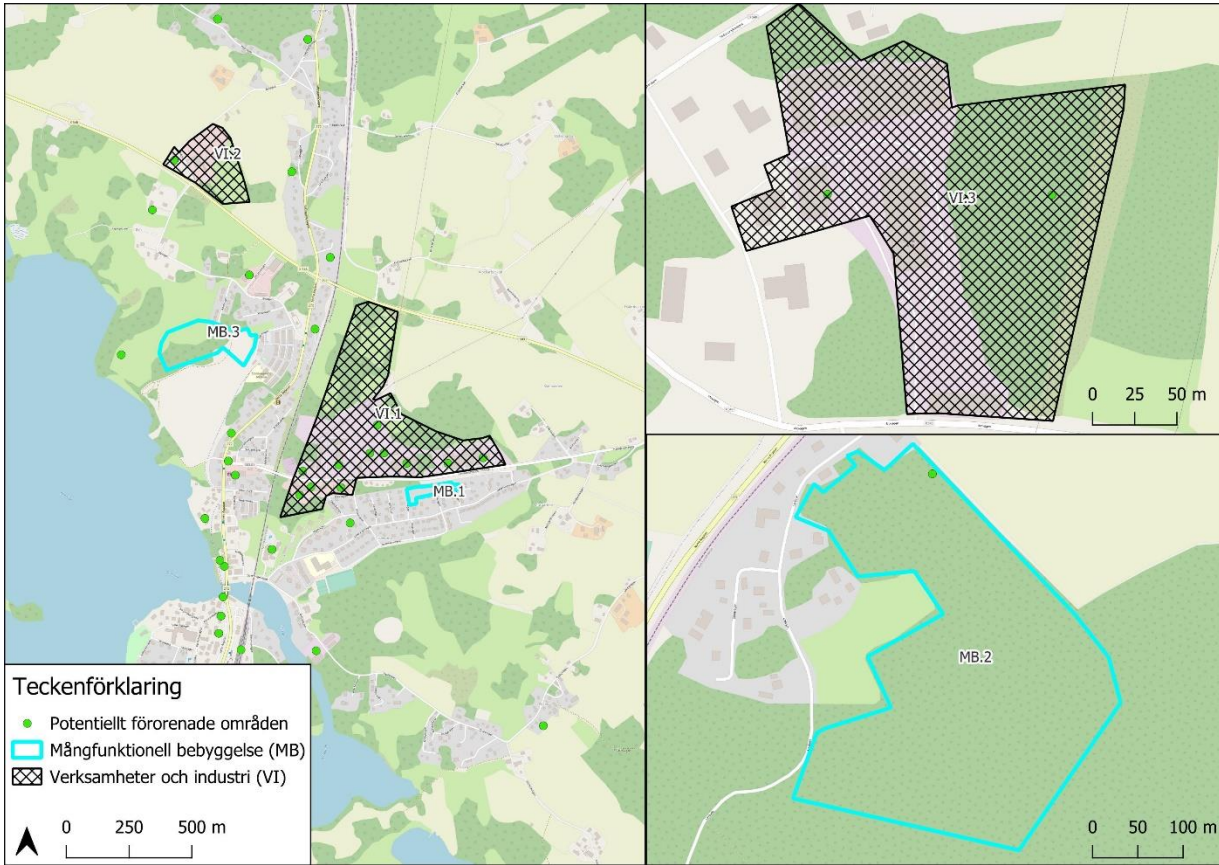 VI.2
MB.3
VI.1
MB.1
Teckenförklaring
Potentiellt förorenade områden
Mångfunktionell bebyggelse (MB)
Verksamheter och industri (VI)
0 250 500 m
VI.3
0 25 50 m
MB.2
0 50 100 m